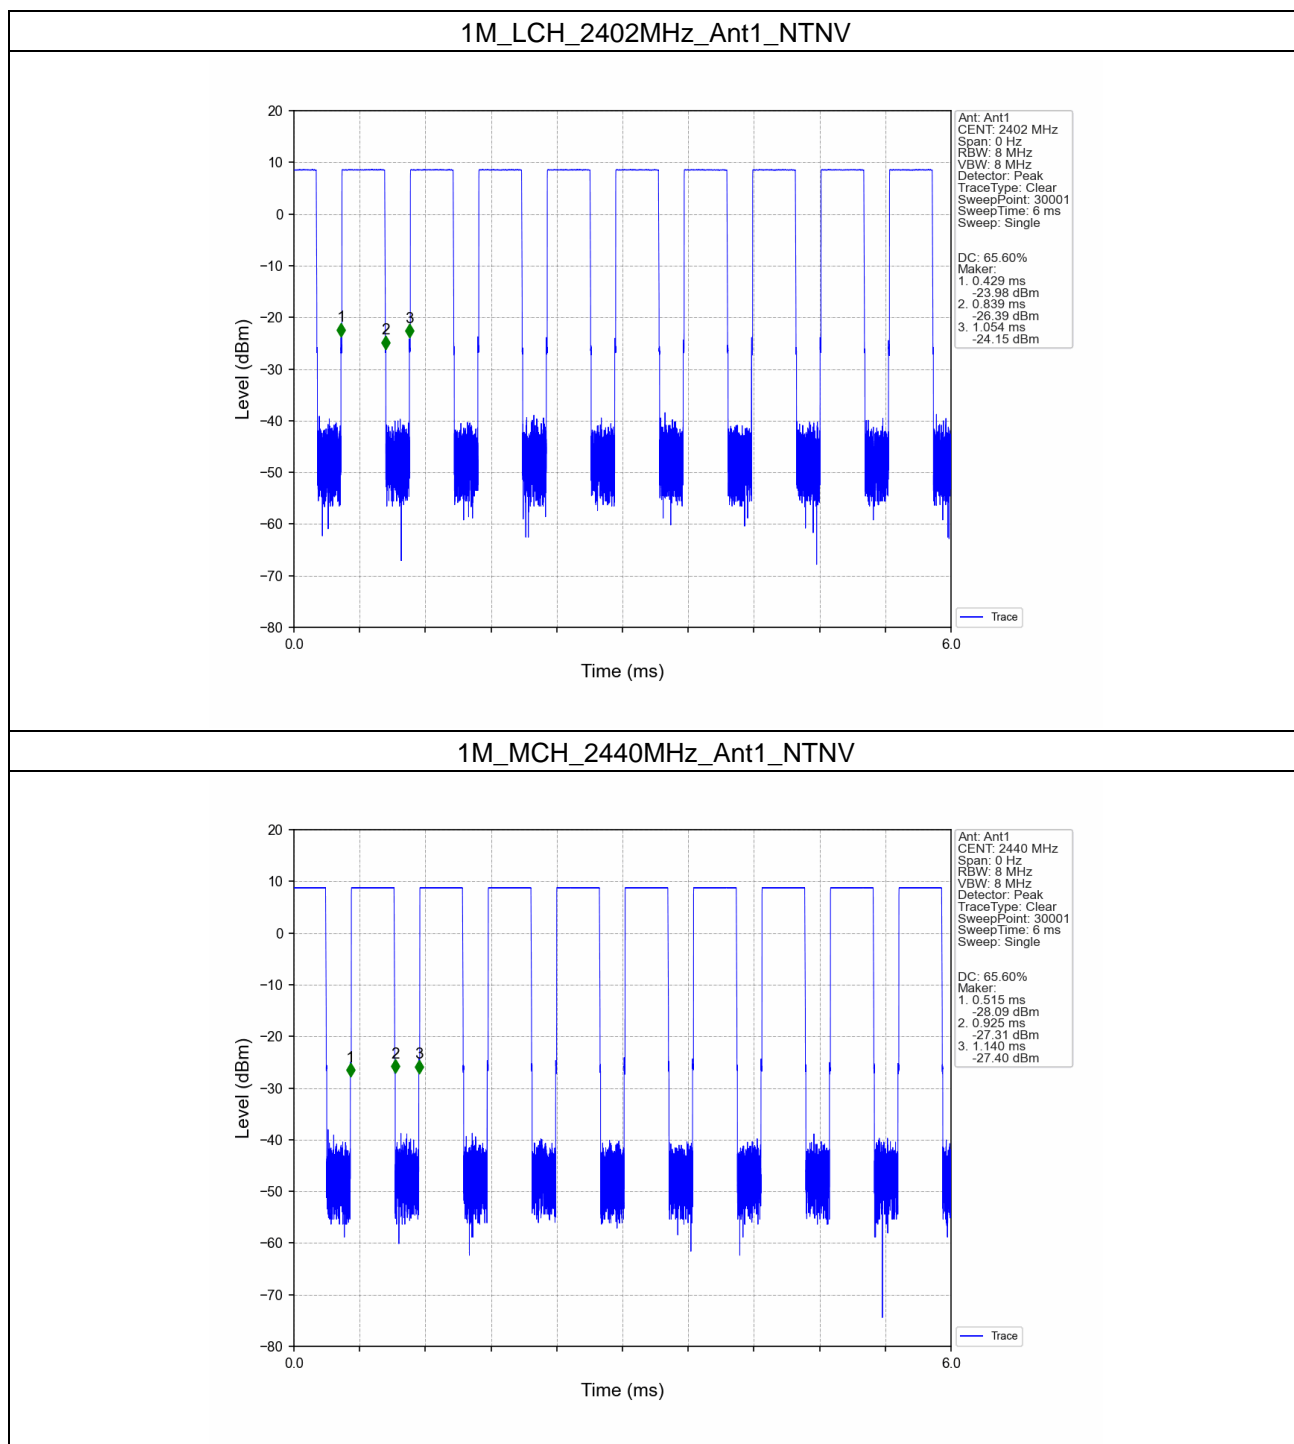 1M_LCH_2402MHz_Ant1_NTNV
20
10
0
−10
−20
−30
−40
−50
−60
−70
−80
Level (dBm)
0.0
6.0
Time (ms)
1
2
3
Ant: Ant1
CENT: 2402 MHz
Span: 0 Hz
RBW: 8 MHz
VBW: 8 MHz
Detector: Peak
TraceType: Clear
SweepPoint: 30001
SweepTime: 6 ms
Sweep: Single
DC: 65.60%
Maker:
1. 0.429 ms
-23.98 dBm
2. 0.839 ms
-26.39 dBm
3. 1.054 ms
-24.15 dBm
Trace
1M_MCH_2440MHz_Ant1_NTNV
20
10
0
−10
−20
−30
−40
−50
−60
−70
−80
Level (dBm)
0.0
6.0
Time (ms)
1
2
3
Ant: Ant1
CENT: 2440 MHz
Span: 0 Hz
RBW: 8 MHz
VBW: 8 MHz
Detector: Peak
TraceType: Clear
SweepPoint: 30001
SweepTime: 6 ms
Sweep: Single
DC: 65.60%
Maker:
1. 0.515 ms
-28.09 dBm
2. 0.925 ms
-27.31 dBm
3. 1.140 ms
-27.40 dBm
Trace